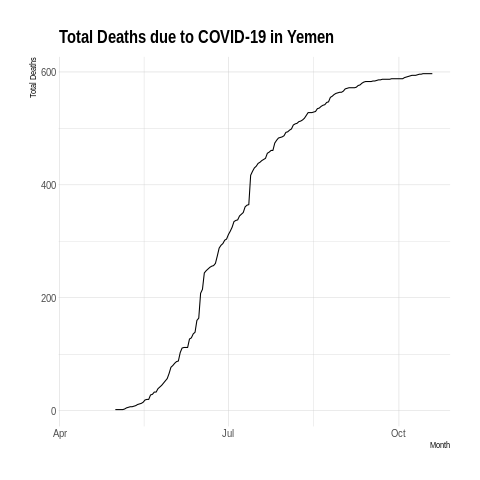 Total Deaths due to COVID-19 in Yemen
Total Deaths
600
400
200
0
Apr
Jul
Oct
Month